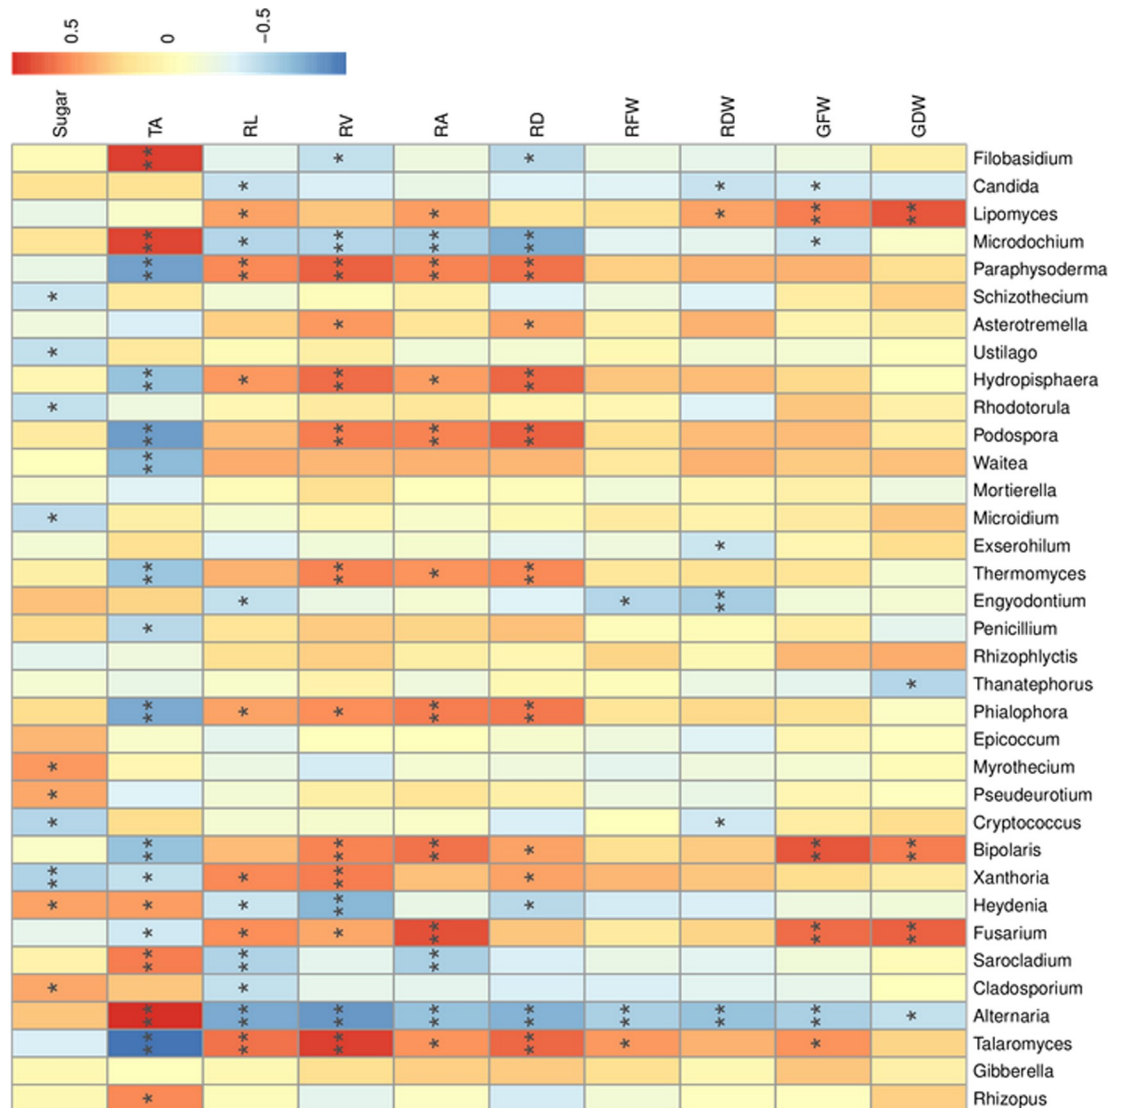 0.5 0 −0.5
Sugar TA RL RV RA RD RFW RDW GFW GDW
** * * Filobasidium
* * * Candida
* * * ** ** Lipomyces
** * ** ** ** * Microdochium
** ** ** ** ** Paraphysoderma
* Schizothecium
* * Asterotremella
* Ustilago
** * ** * ** Hydropisphaera
* Rhodotorula
** ** ** ** Podospora
** Waitea
Mortierella
* Microidium
* Exserohilum
** ** * ** Thermomyces
* * ** Engyodontium
* Penicillium
Rhizophlyctis
* Thanatephorus
** * * ** ** Phialophora
Epicoccum
* Myrothecium
* Pseudeurotium
* * Cryptococcus
** ** ** * ** ** Bipolaris
** * * ** * Xanthoria
* * * ** * Heydenia
* * * ** ** ** Fusarium
** ** ** Sarocladium
* * Cladosporium
** ** ** ** ** ** ** ** * Alternaria
** ** ** * ** * * Talaromyces
Gibberella
* Rhizopus